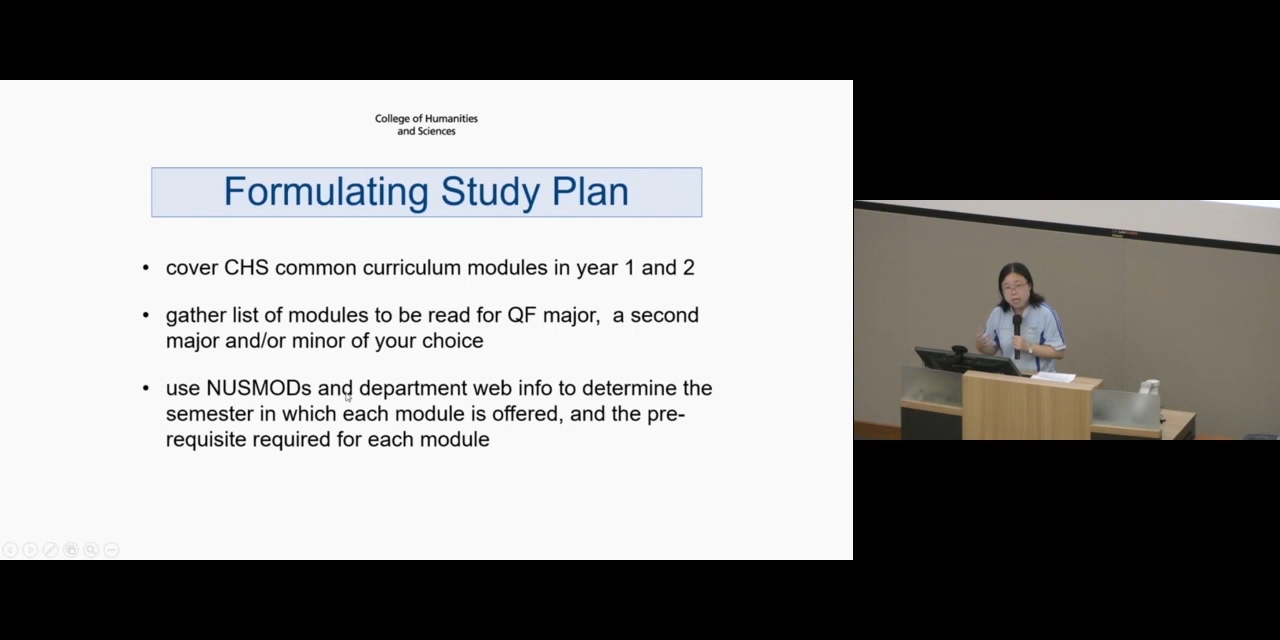 College of Humanities
and Sciences
Formulating Study Plan
• cover CHS common curriculum modules in year 1 and 2
• gather list of modules to be read for QF major, a second
major and/or minor of your choice
• use NUSMODs and department web info to determine the
semester in which each module is offered, and the pre-
requisite required for each module